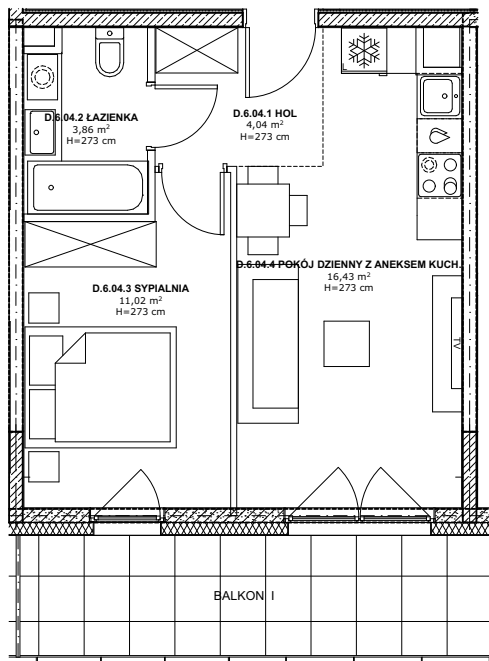 D.6.04.2 ŁAZIENKA
3,86 m²
H=273 cm
D.6.04.1 HOL
4,04 m²
H=273 cm
D.6.04.4 POKÓJ DZIENNY Z ANEKSEM KUCH.
16,43 m²
H=273 cm
D.6.04.3 SYPIALNIA
11,02 m²
H=273 cm
TV
BALKON I